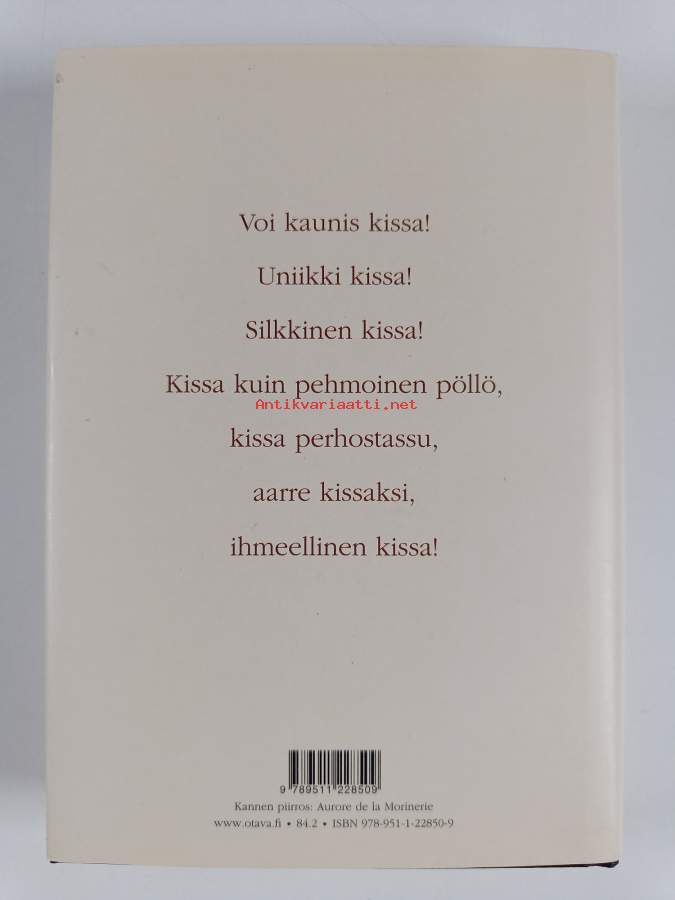 Voi kaunis kissa!
Uniikki kissa!
Silkkinen kissa!
Kissa kuin pehmoinen pöllö,
Antikvariaatti.net
kissa perhostassu,
aarre kissaksi,
ihmeellinen kissa!
9 789511 228509
Kannen piirros: Aurore de la Morinerie
www.otava.fi • 84.2 • ISBN 978-951-1-22850-9